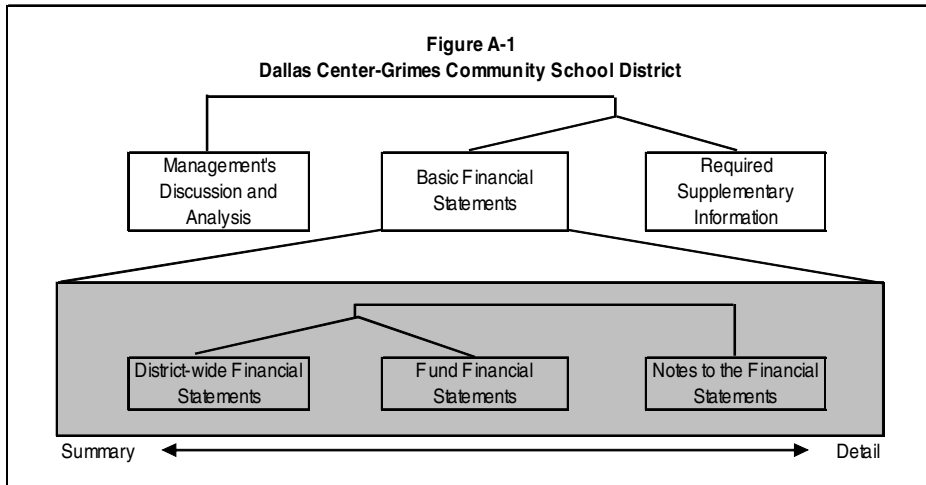 Figure A-1
Dallas Center-Grimes Community School District
Management's
Discussion and
Analysis
Basic Financial
Statements
Required
Supplementary
Information
District-wide Financial
Statements
Fund Financial
Statements
Notes to the Financial
Statements
Summary
Detail